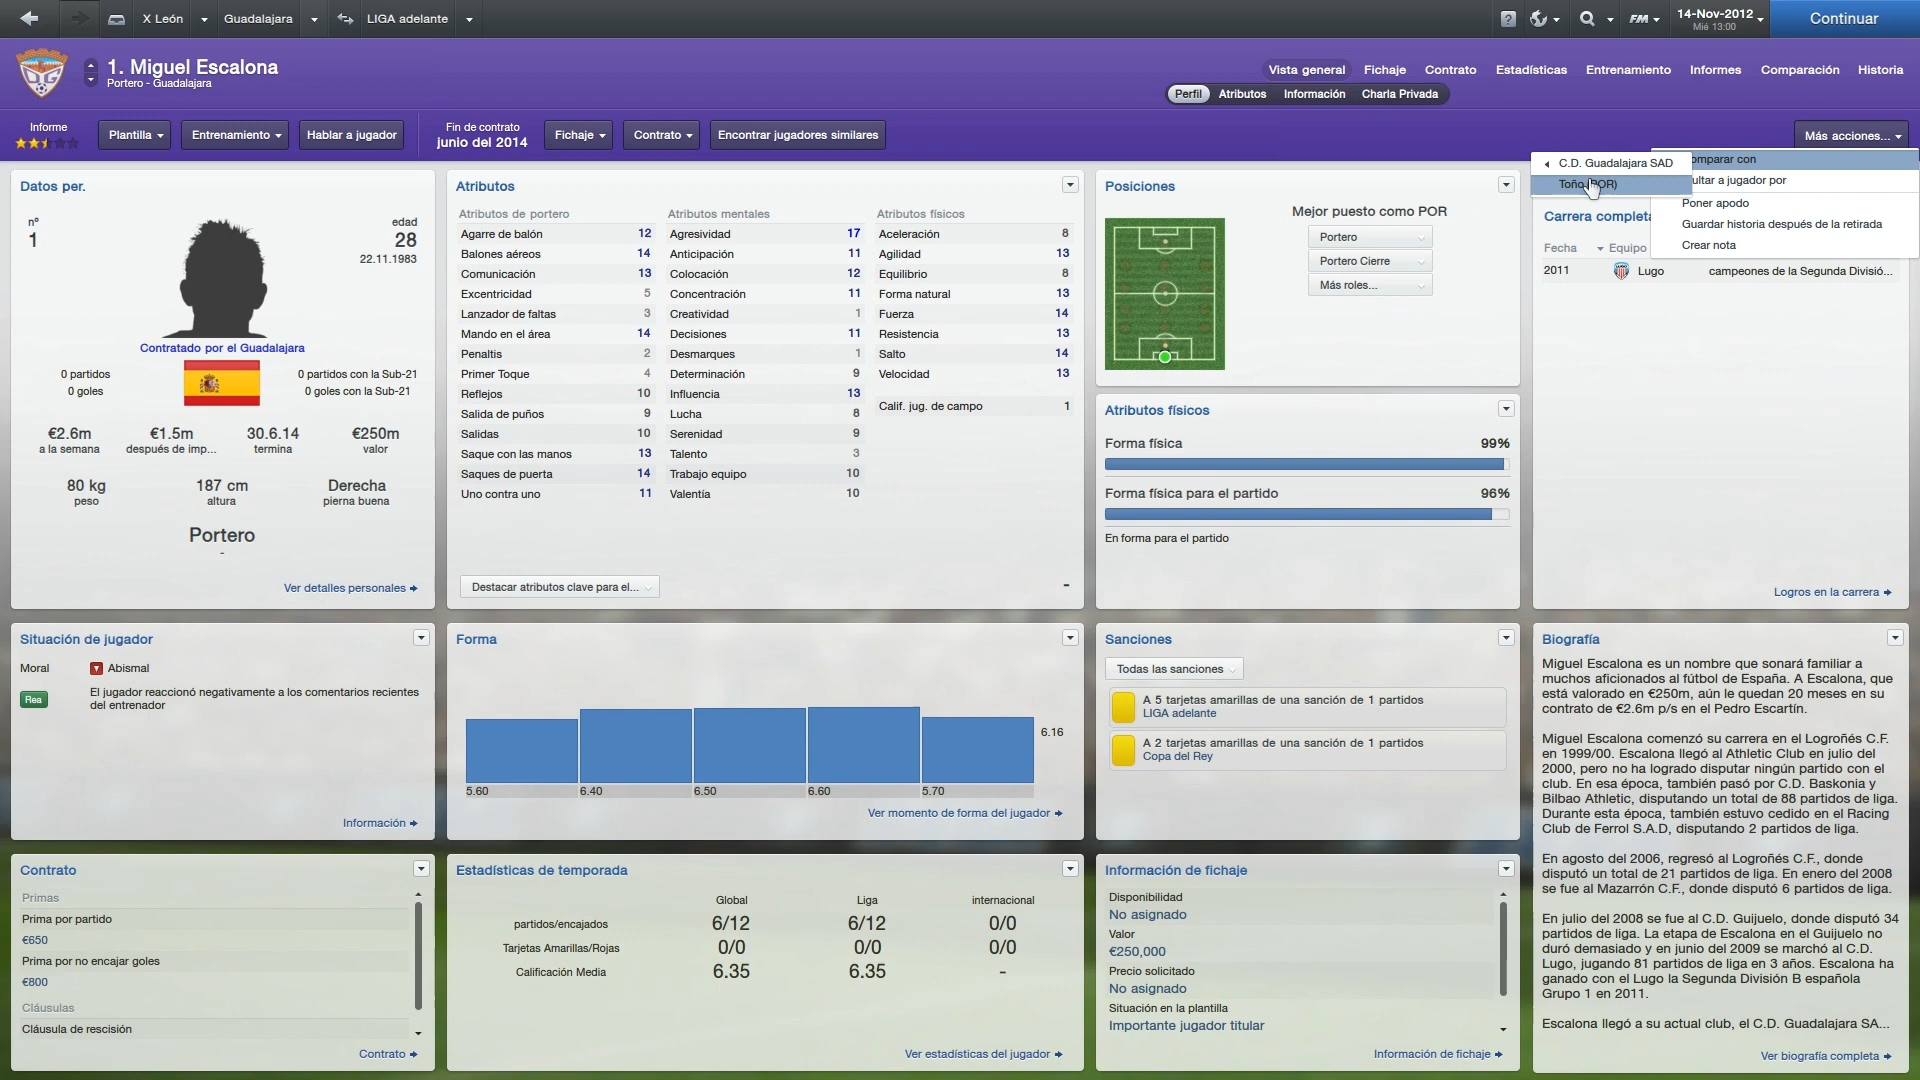 X León
Guadalajara
LIGA adelante
?
FM
14-Nov-2012
Mié 13:00
Continuar
1. Miguel Escalona
Portero - Guadalajara
Vista general
Fichaje
Contrato
Estadísticas
Entrenamiento
Informes
Comparación
Historia
Perfil
Atributos
Información
Charla Privada
Informe
Plantilla
Entrenamiento
Hablar a jugador
Fin de contrato
junio del 2014
Fichaje
Contrato
Encontrar jugadores similares
Más acciones...
C.D. Guadalajara SAD
omparar con
ultar a jugador por
Poner apodo
Guardar historia después de la retirada
Crear nota
Datos per.
nº
1
edad
28
22.11.1983
Contratado por el Guadalajara
0 partidos
0 goles
0 partidos con la Sub-21
0 goles con la Sub-21
€2.6m
a la semana
€1.5m
después de imp...
30.6.14
termina
€250m
valor
80 kg
peso
187 cm
altura
Derecha
pierna buena
Portero
-
Ver detalles personales
Atributos
Atributos de portero
Atributos mentales
Atributos físicos
Agarre de balón 12 Agresividad 17 Aceleración 8
Balones aéreos 14 Anticipación 11 Agilidad 13
Comunicación 13 Colocación 12 Equilibrio 8
Excentricidad 5 Concentración 11 Forma natural 13
Lanzador de faltas 3 Creatividad 1 Fuerza 14
Mando en el área 14 Decisiones 11 Resistencia 13
Penaltis 2 Desmarques 1 Salto 14
Primer Toque 4 Determinación 9 Velocidad 13
Reflejos 10 Influencia 13
Calif. jug. de campo 1
Salida de puños 9 Lucha 8
Salidas 10 Serenidad 9
Saque con las manos 13 Talento 3
Saques de puerta 14 Trabajo equipo 10
Uno contra uno 11 Valentía 10
Destacar atributos clave para el...
-
Posiciones
Mejor puesto como POR
Portero
Portero Cierre
Más roles...
Atributos físicos
Forma física 99%
Forma física para el partido 96%
En forma para el partido
Carrera completa
Fecha
Equipo
2011 Lugo campeones de la Segunda Divisió...
Logros en la carrera
Situación de jugador
Moral Abismal
Rea
El jugador reaccionó negativamente a los comentarios recientes
del entrenador
Información
Forma
6.16
5.60 6.40 6.50 6.60 5.70
Ver momento de forma del jugador
Sanciones
Todas las sanciones
A 5 tarjetas amarillas de una sanción de 1 partidos
LIGA adelante
A 2 tarjetas amarillas de una sanción de 1 partidos
Copa del Rey
Biografía
Miguel Escalona es un nombre que sonará familiar a
muchos aficionados al fútbol de España. A Escalona, que
está valorado en €250m, aún le quedan 20 meses en su
contrato de €2.6m p/s en el Pedro Escartín.
Miguel Escalona comenzó su carrera en el Logroñés C.F.
en 1999/00. Escalona llegó al Athletic Club en julio del
2000, pero no ha logrado disputar ningún partido con el
club. En esa época, también pasó por C.D. Baskonia y
Bilbao Athletic, disputando un total de 88 partidos de liga.
Durante esta época, también estuvo cedido en el Racing
Club de Ferrol S.A.D, disputando 2 partidos de liga.
En agosto del 2006, regresó al Logroñés C.F., donde
disputó un total de 21 partidos de liga. En enero del 2008
se fue al Mazarrón C.F., donde disputó 6 partidos de liga.
En julio del 2008 se fue al C.D. Guijuelo, donde disputó 34
partidos de liga. La etapa de Escalona en el Guijuelo no
duró demasiado y en junio del 2009 se marchó al C.D.
Lugo, jugando 81 partidos de liga en 3 años. Escalona ha
ganado con el Lugo la Segunda División B española
Grupo 1 en 2011.
Escalona llegó a su actual club, el C.D. Guadalajara SA...
Ver biografía completa
Contrato
Primas
Prima por partido
€650
Prima por no encajar goles
€800
Cláusulas
Cláusula de rescisión
Contrato
Estadísticas de temporada
Global Liga internacional
partidos/encajados 6/12 6/12 0/0
Tarjetas Amarillas/Rojas 0/0 0/0 0/0
Calificación Media 6.35 6.35 -
Ver estadísticas del jugador
Información de fichaje
Disponibilidad
No asignado
Valor
€250,000
Precio solicitado
No asignado
Situación en la plantilla
Importante jugador titular
Información de fichaje